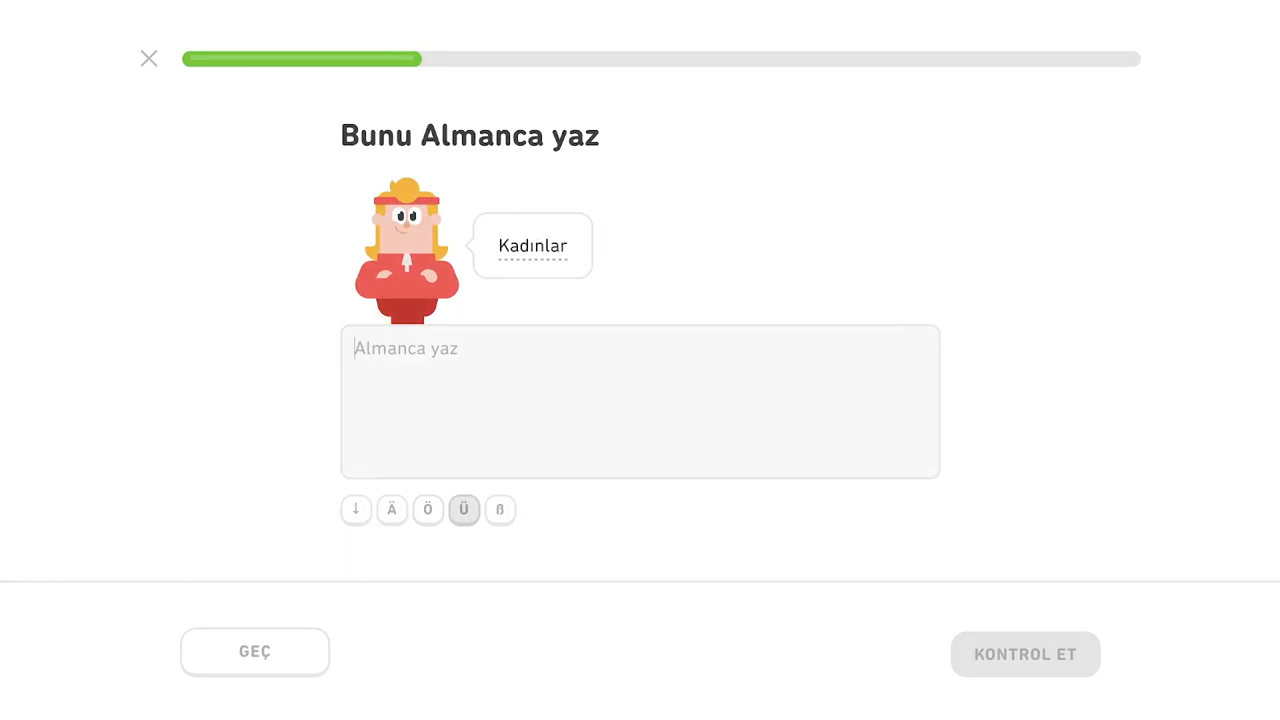 Bunu Almanca yaz
Kadınlar
Almanca yaz
↓ Ä Ö Ü ß
GEÇ
KONTROL ET